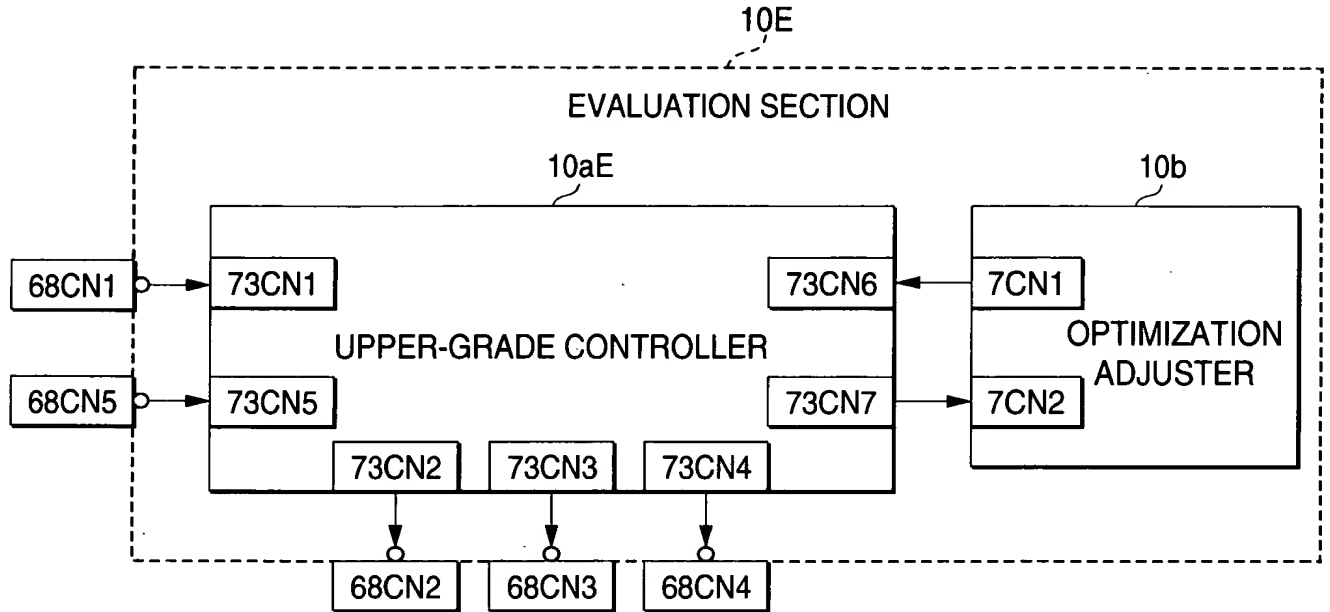 10E
EVALUATION SECTION
10aE
10b
68CN1
73CN1
73CN6
7CN1
UPPER-GRADE CONTROLLER
OPTIMIZATION
ADJUSTER
68CN5
73CN5
73CN7
7CN2
73CN2
73CN3
73CN4
68CN2
68CN3
68CN4